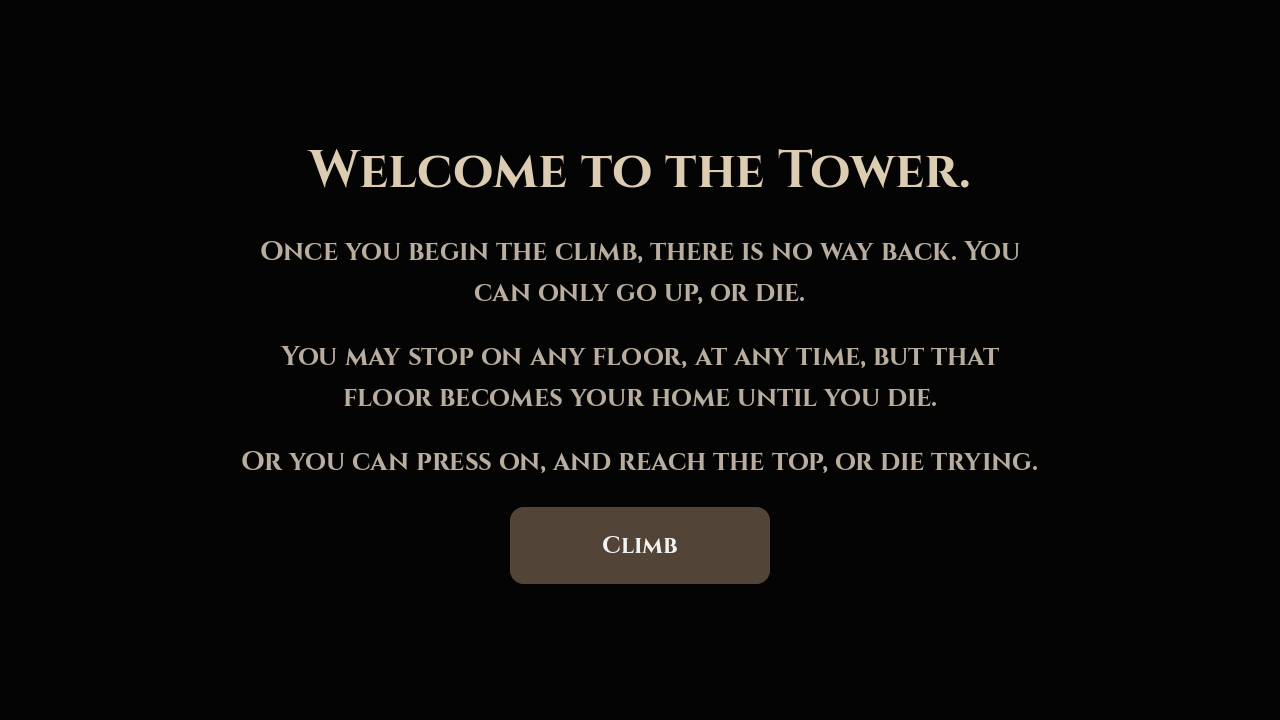 Welcome to the Tower.
Once you begin the climb, there is no way back. You
can only go up, or die.
You may stop on any floor, at any time, but that
floor becomes your home until you die.
Or you can press on, and reach the top, or die trying.
Climb